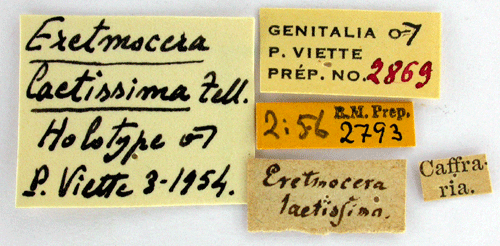 Eretmocera
laetissima Zell.
Holotype ♂
P. Viette 3-1954.
GENITALIA ♂
P. VIETTE
PRÉP. NO. 2869
2:56 R.M. Prep.
2793
Eretmocera
laetissima.
Caffra-
ria.